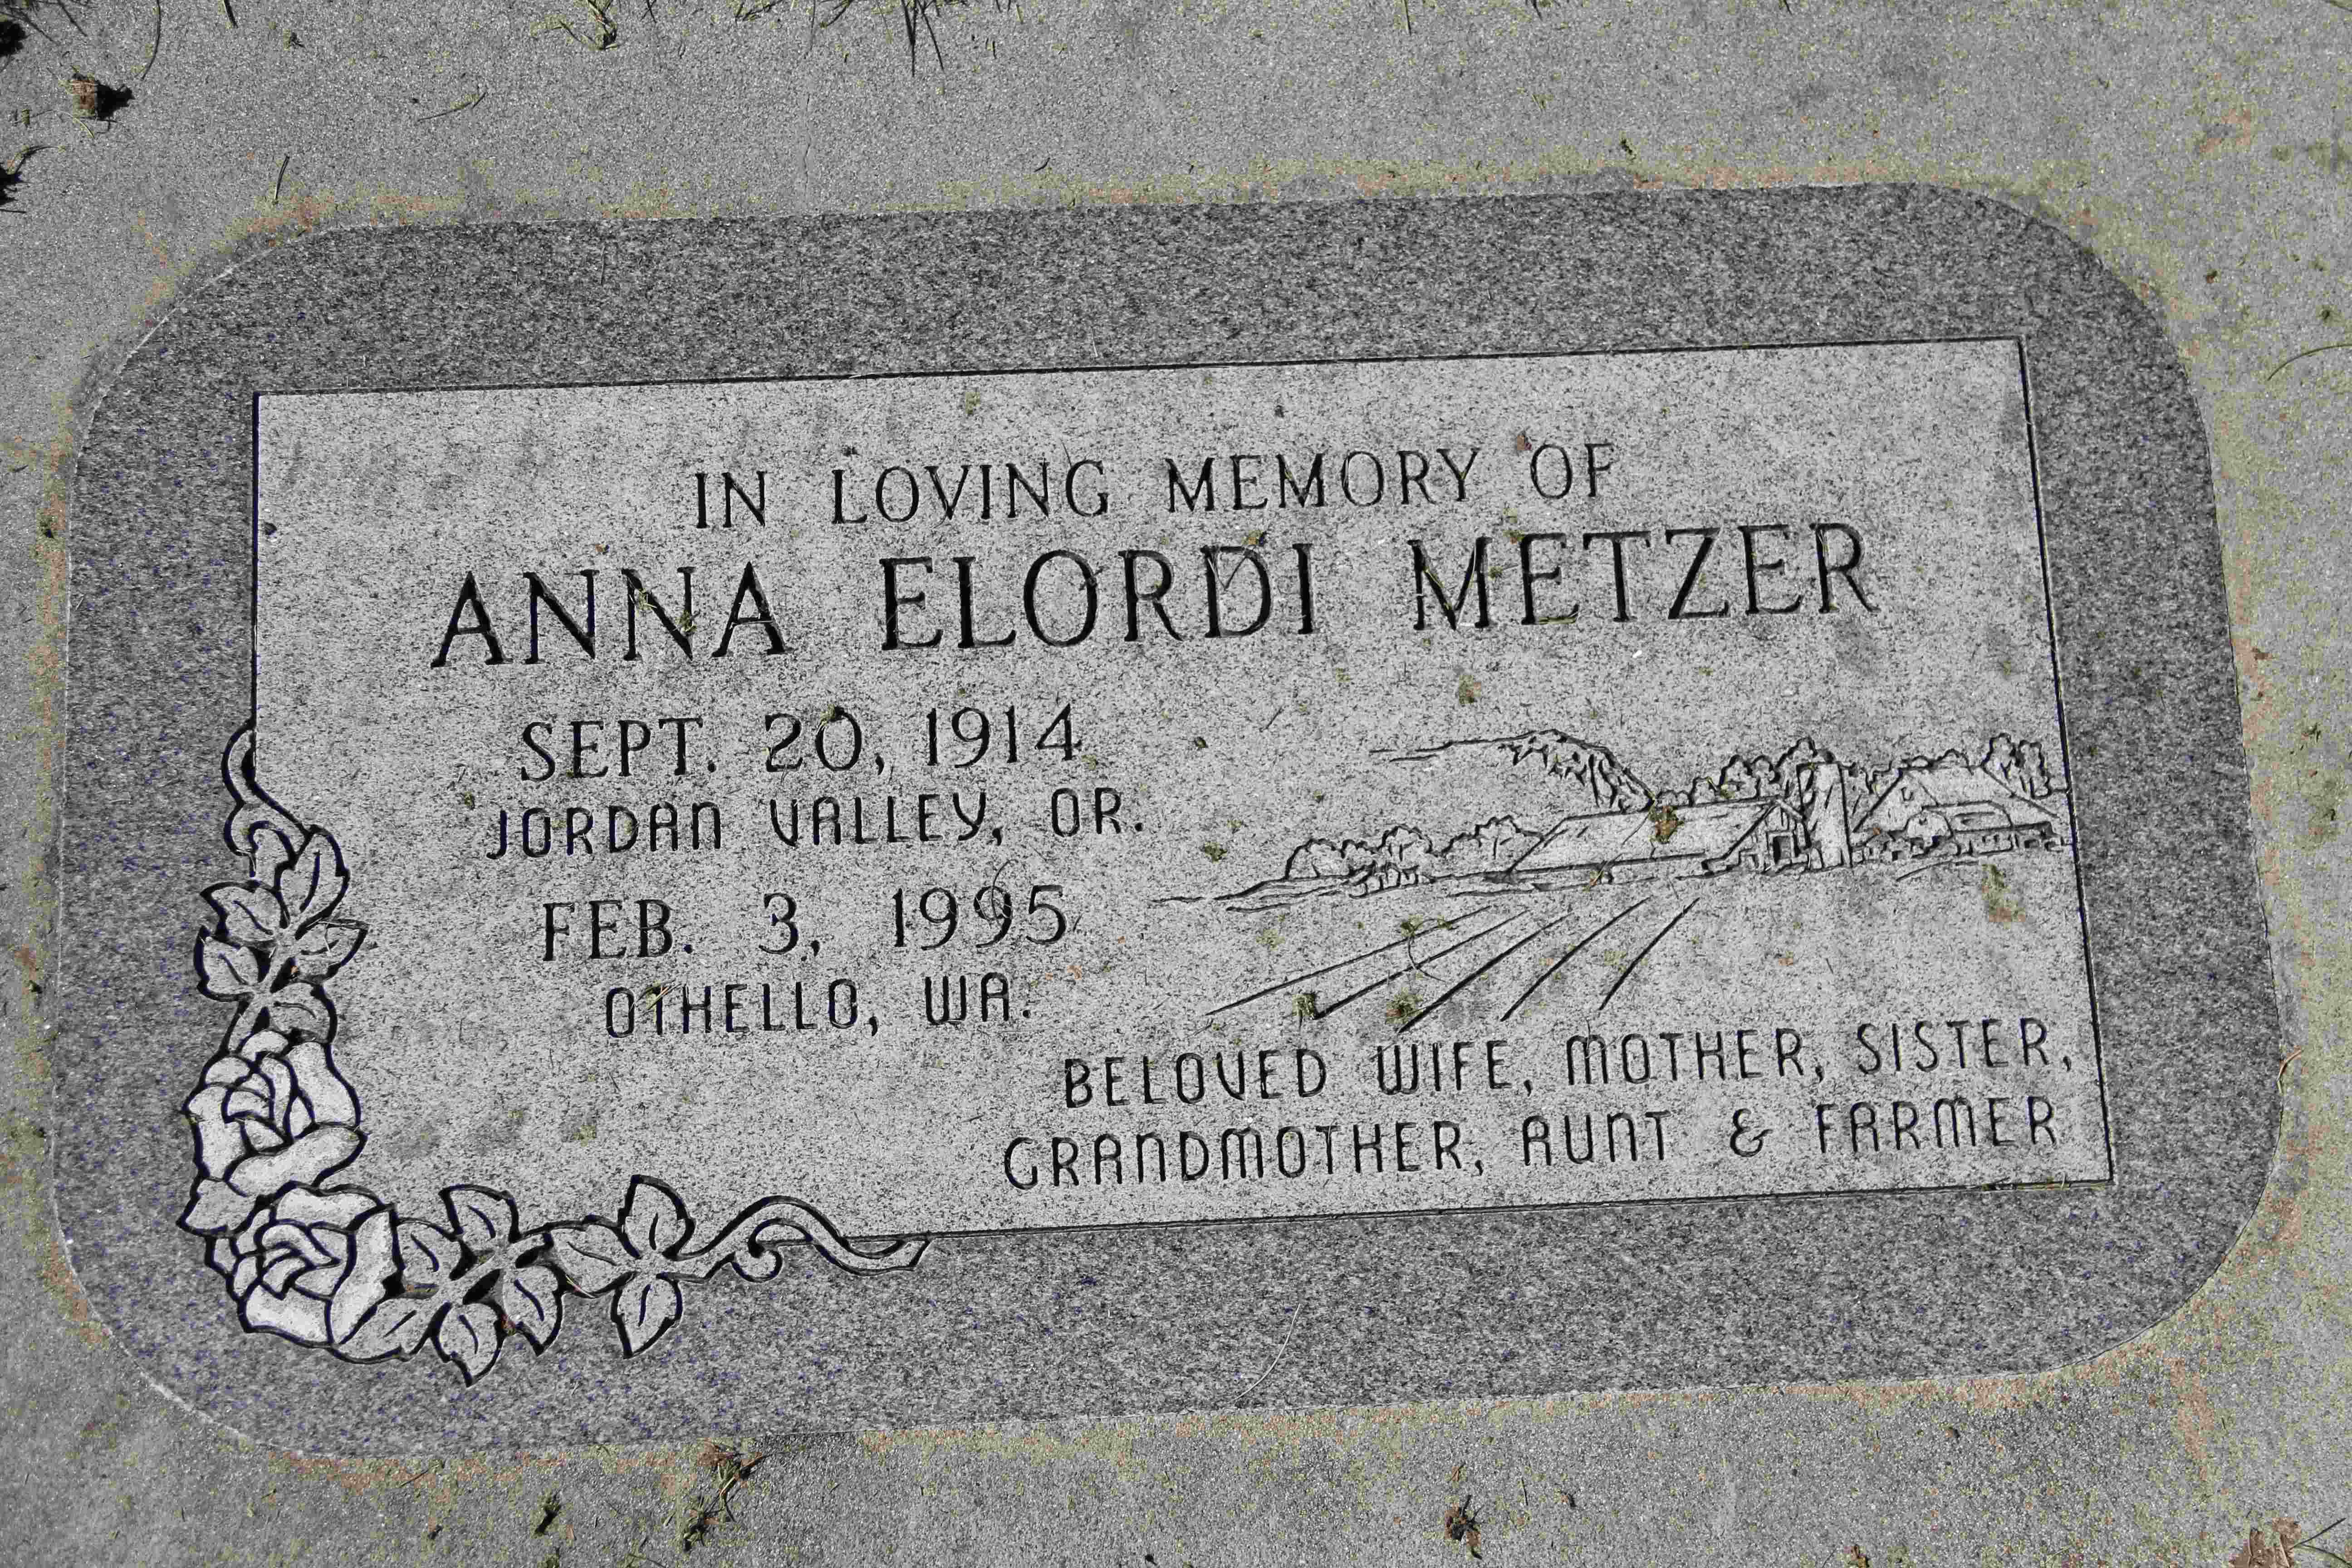 IN LOVING MEMORY OF
ANNA ELORDI METZER
SEPT. 20, 1914
JORDAN VALLEY, OR.
FEB. 3, 1995
OTHELLO, WA.
BELOVED WIFE, MOTHER, SISTER,
GRANDMOTHER, AUNT & FARMER